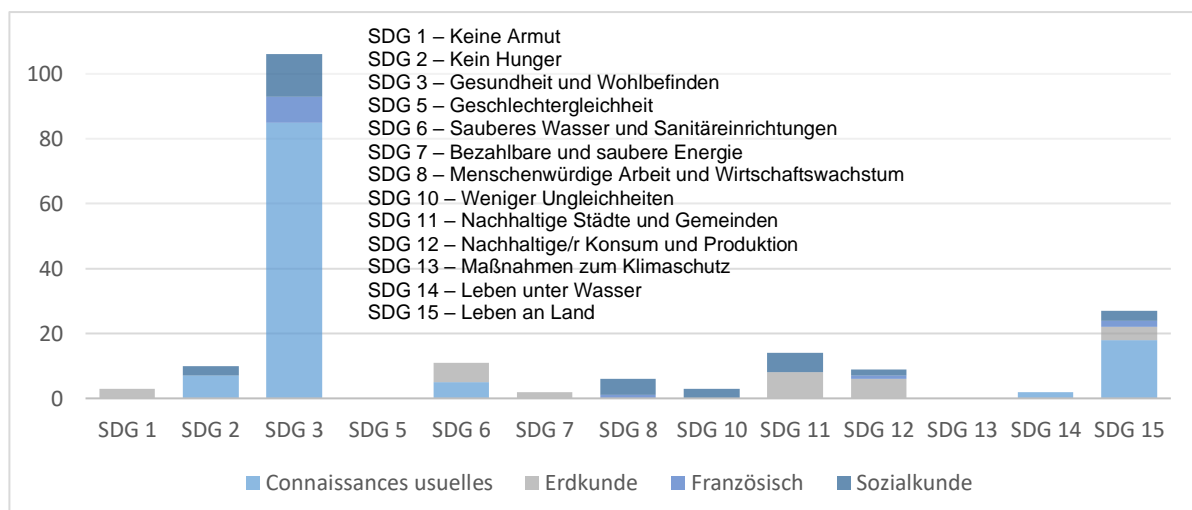 SDG 1 – Keine Armut
SDG 2 – Kein Hunger
SDG 3 – Gesundheit und Wohlbefinden
SDG 5 – Geschlechtergleichheit
SDG 6 – Sauberes Wasser und Sanitäreinrichtungen
SDG 7 – Bezahlbare und saubere Energie
SDG 8 – Menschenwürdige Arbeit und Wirtschaftswachstum
SDG 10 – Weniger Ungleichheiten
SDG 11 – Nachhaltige Städte und Gemeinden
SDG 12 – Nachhaltige/r Konsum und Produktion
SDG 13 – Maßnahmen zum Klimaschutz
SDG 14 – Leben unter Wasser
SDG 15 – Leben an Land
100
80
60
40
20
0
SDG 1 SDG 2 SDG 3 SDG 5 SDG 6 SDG 7 SDG 8 SDG 10 SDG 11 SDG 12 SDG 13 SDG 14 SDG 15
Connaissances usuelles Erdkunde Französisch Sozialkunde